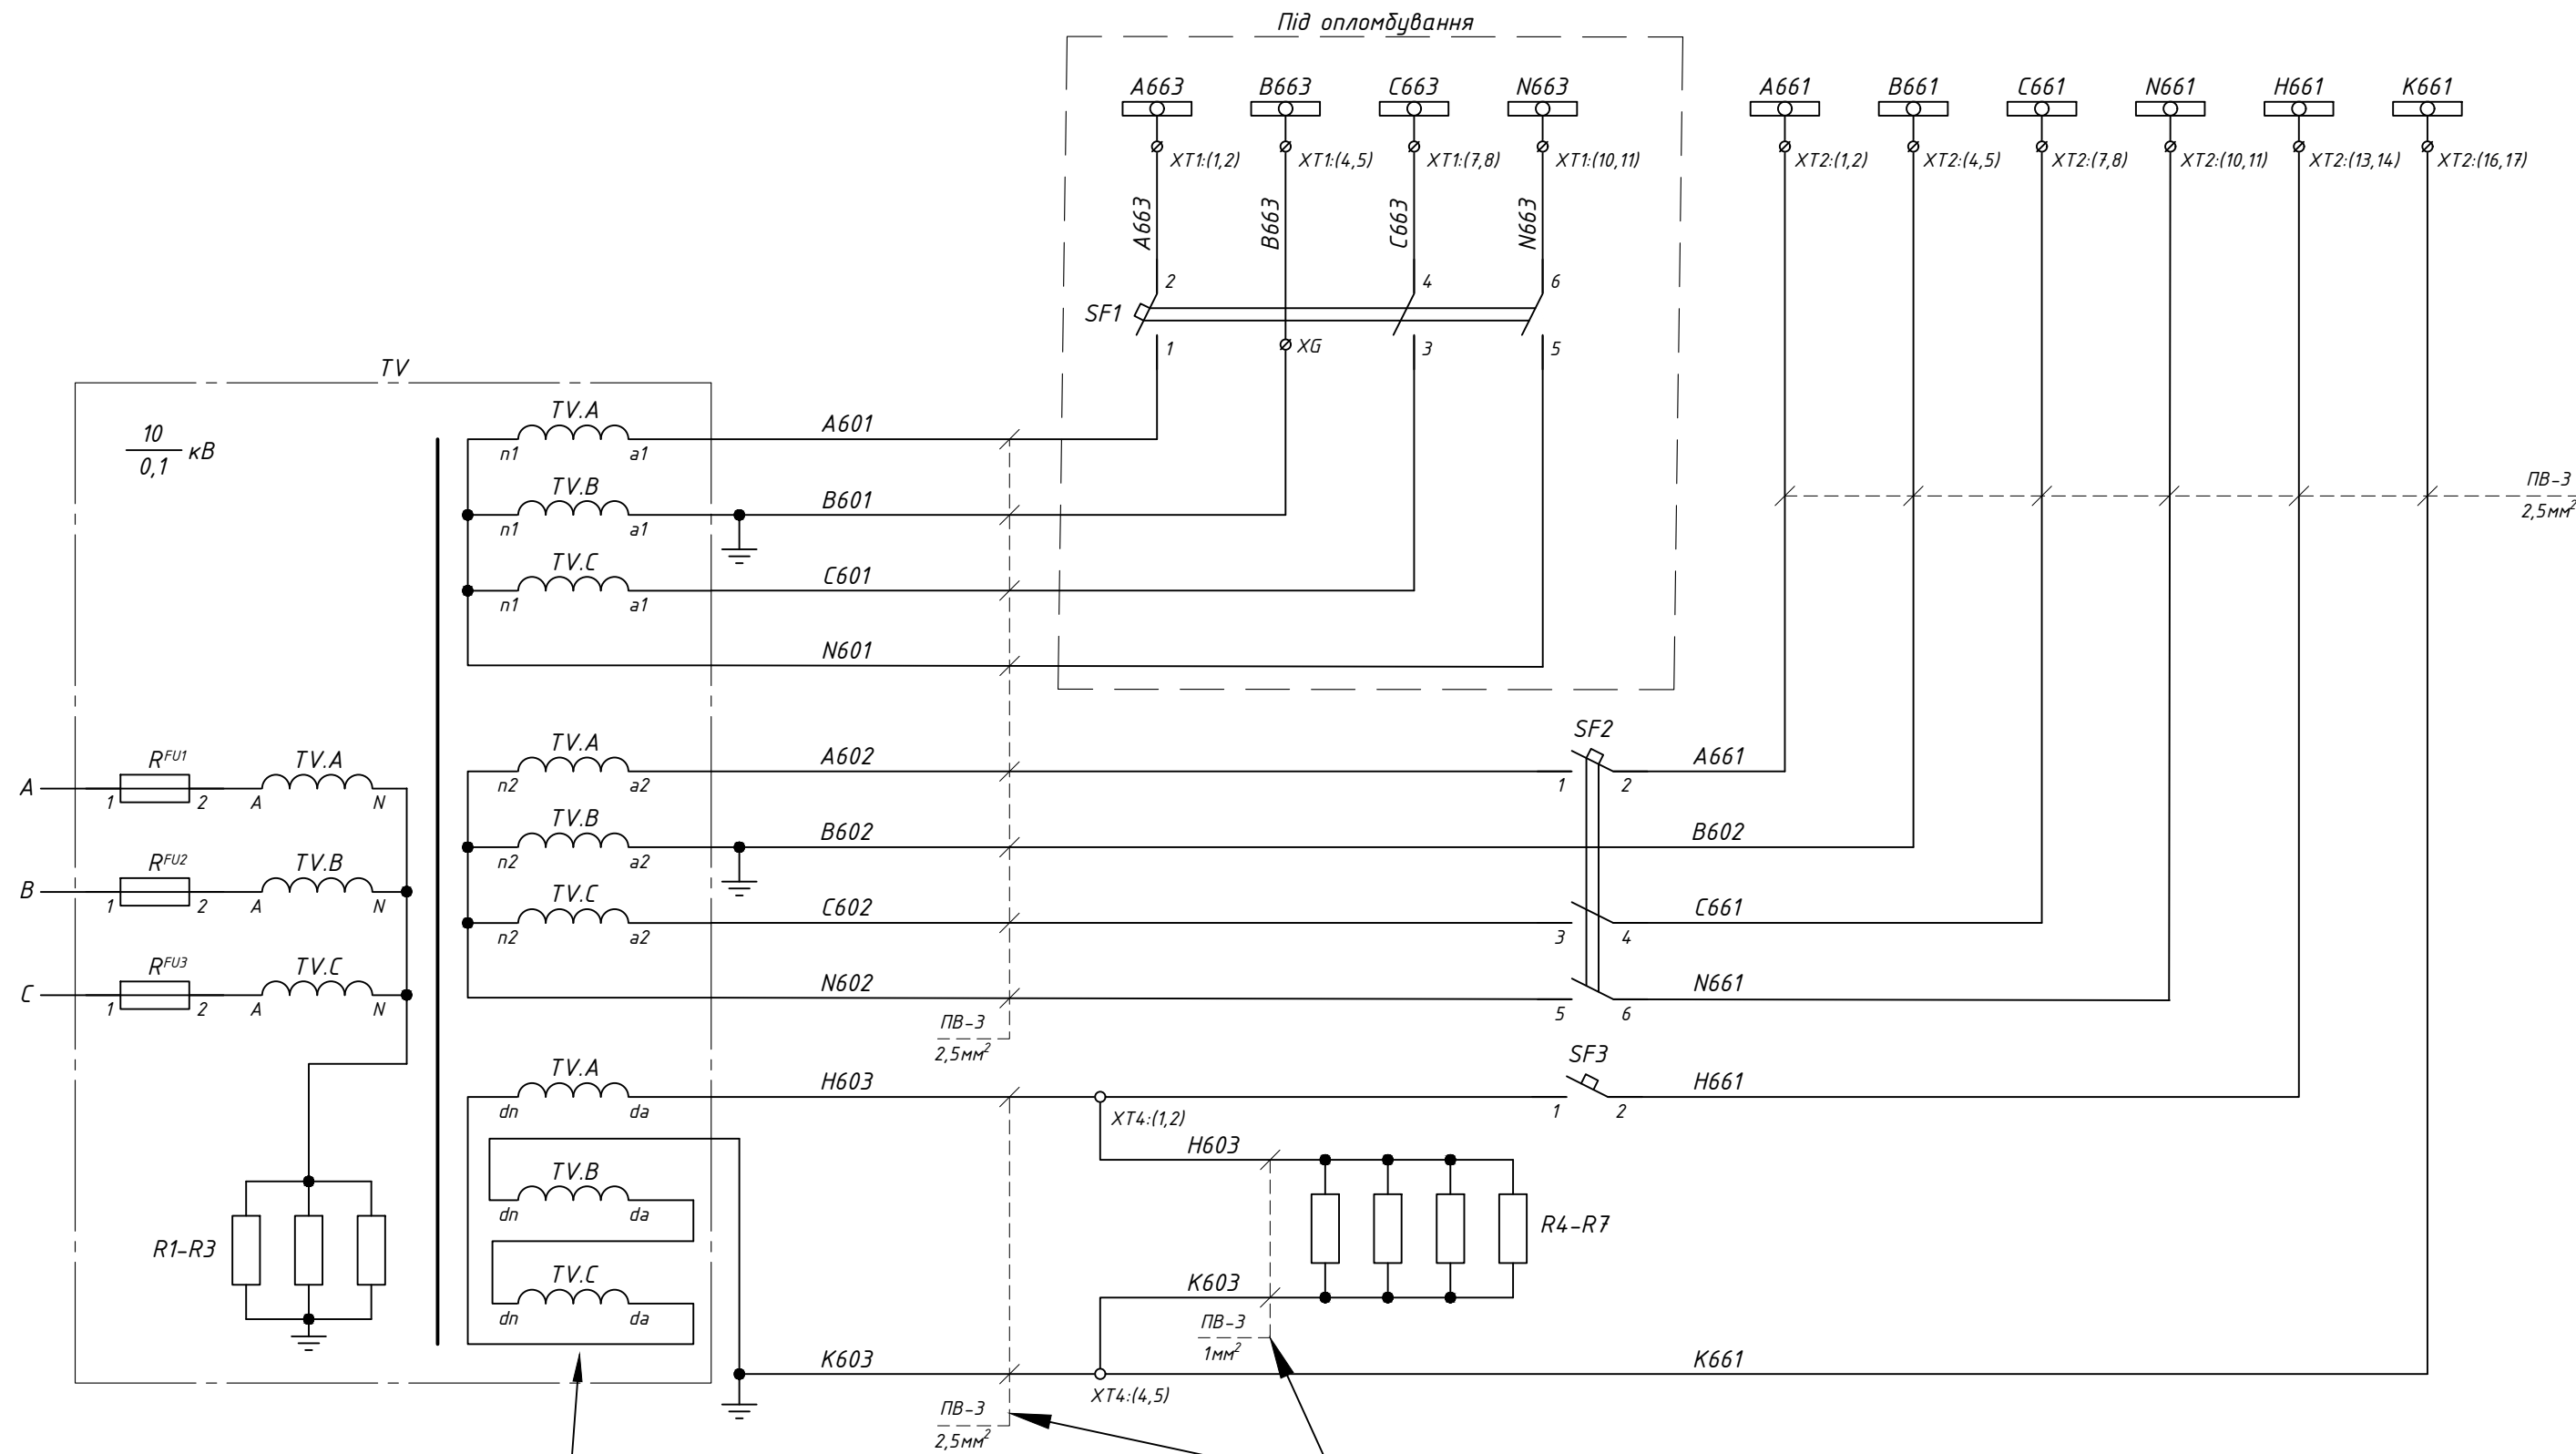 Під опломбування
A663 B663 C663 N663 A661 B661 C661 N661 H661 K661
XT1:(1,2) XT1:(4,5) XT1:(7,8) XT1:(10,11) XT2:(1,2) XT2:(4,5) XT2:(7,8) XT2:(10,11) XT2:(13,14) XT2:(16,17)
A663 B663 C663 N663
2 4 6
SF1
1 XG 3 5
TV
10
0,1 кВ
TV.A A601
n1 a1
TV.B B601
n1 a1
TV.C C601
n1 a1
N601
ПВ-3
2,5мм²
SF2
TV.A A602 A661
n2 a2 1 2
TV.B B602 B602
n2 a2
TV.C C602 C661
n2 a2 3 4
N602 N661
5 6
ПВ-3
2,5мм²
A RFU1 TV.A
1 2 A N
B RFU2 TV.B
1 2 A N
C RFU3 TV.C
1 2 A N
R1-R3
SF3
TV.A H603 H661
dn da 1 2
XT4:(1,2)
H603
TV.B
dn da
R4-R7
TV.C
dn da
K603
ПВ-3
1мм²
K603 K661
XT4:(4,5)
ПВ-3
2,5мм²